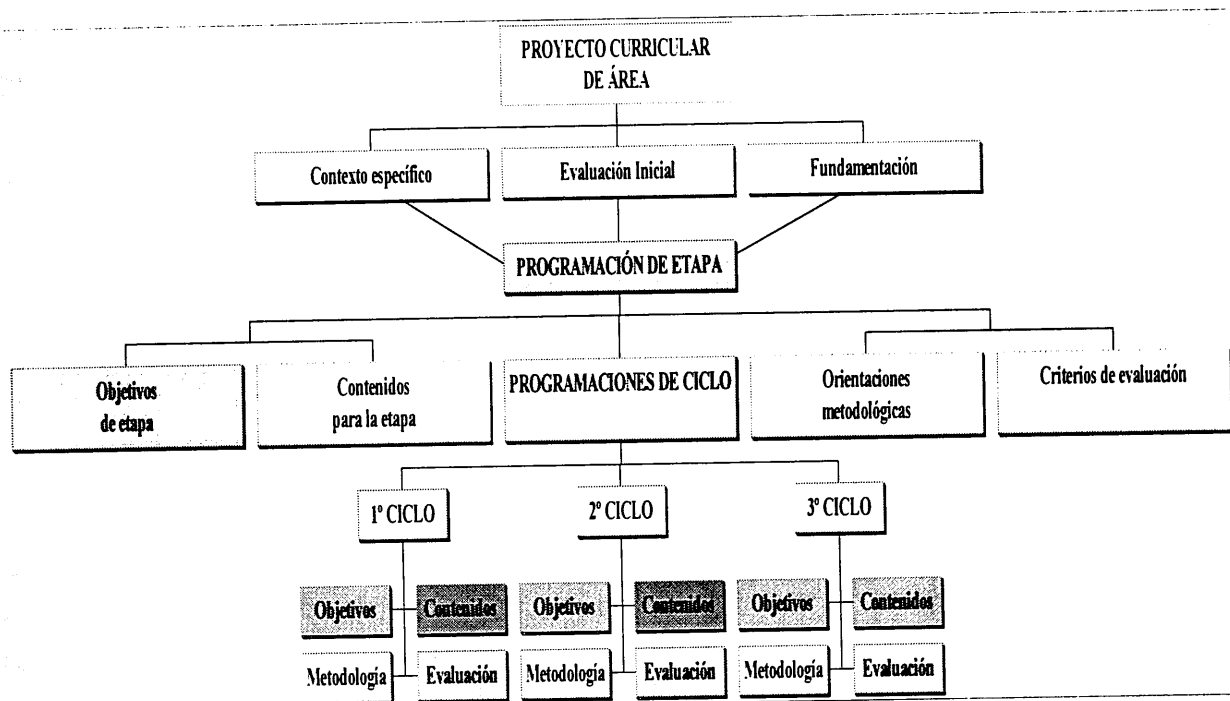 PROYECTO CURRICULAR
DE ÁREA
Contexto específico
Evaluación Inicial
Fundamentación
PROGRAMACIÓN DE ETAPA
Objetivos
de etapa
Contenidos
para la etapa
PROGRAMACIONES DE CICLO
Orientaciones
metodológicas
Criterios de evaluación
1º CICLO
2º CICLO
3º CICLO
Objetivos
Contenidos
Objetivos
Contenidos
Objetivos
Contenidos
Metodología
Evaluación
Metodología
Evaluación
Metodología
Evaluación